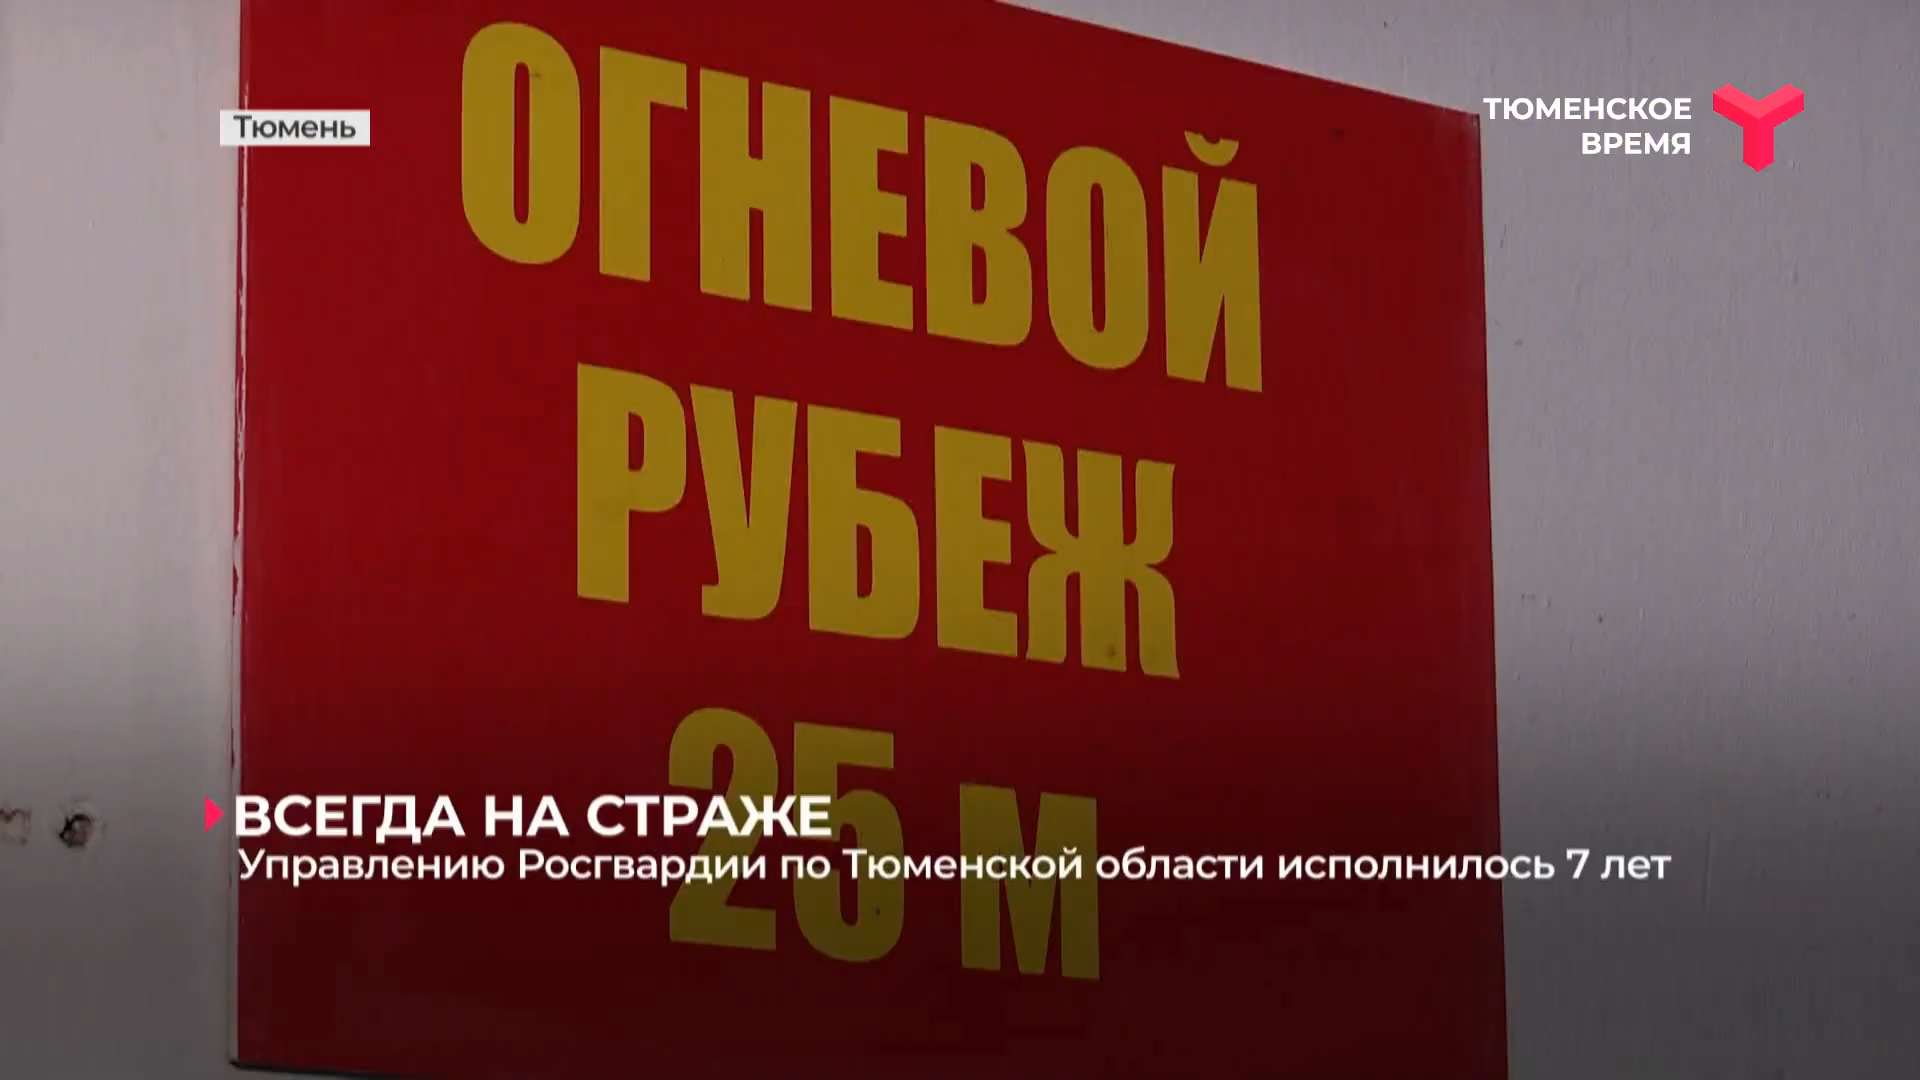 ОГНЕВОЙ
РУБЕЖ
25 М
Тюмень
ТЮМЕНСКОЕ
ВРЕМЯ
ВСЕГДА НА СТРАЖЕ
Управлению Росгвардии по Тюменской области исполнилось 7 лет